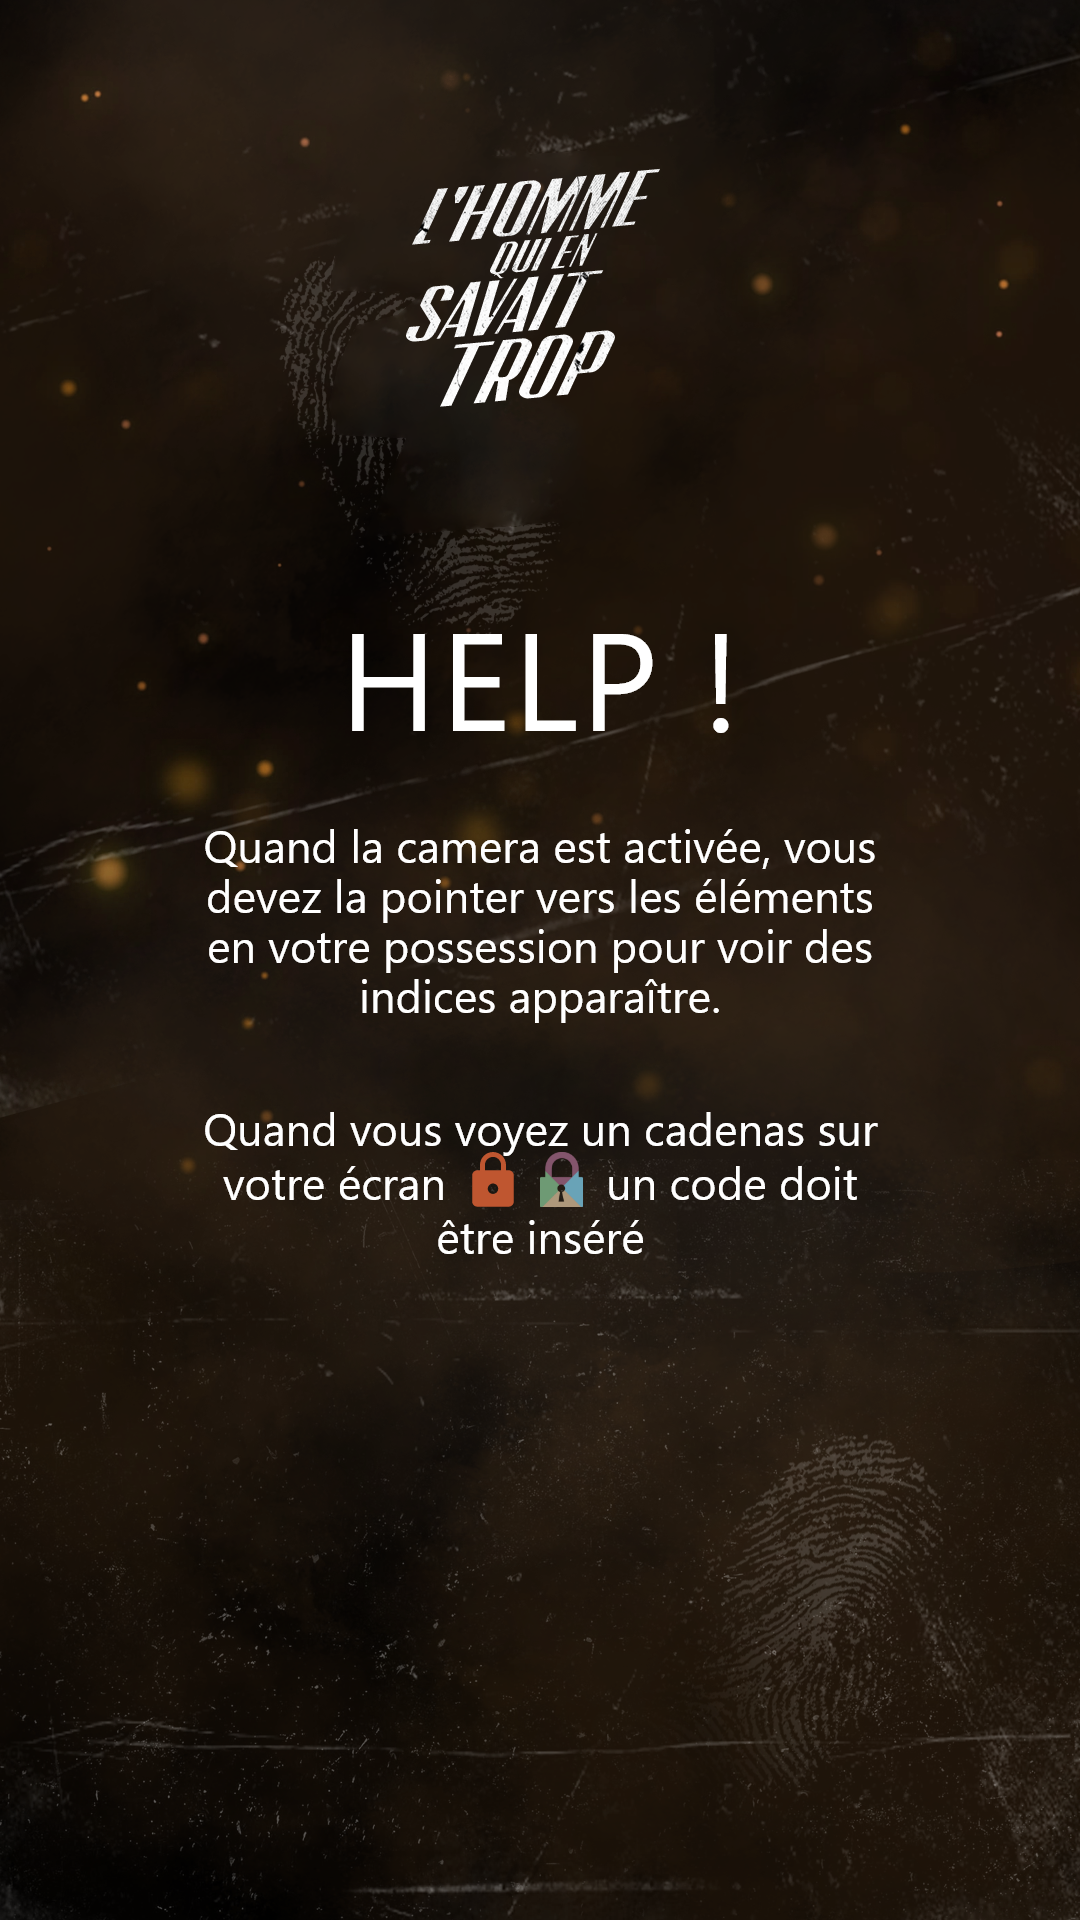 L'HOMME
QUI EN
SAVAIT
TROP
HELP !
Quand la camera est activée, vous
devez la pointer vers les éléments
en votre possession pour voir des
indices apparaître.
Quand vous voyez un cadenas sur
votre écran un code doit
être inséré